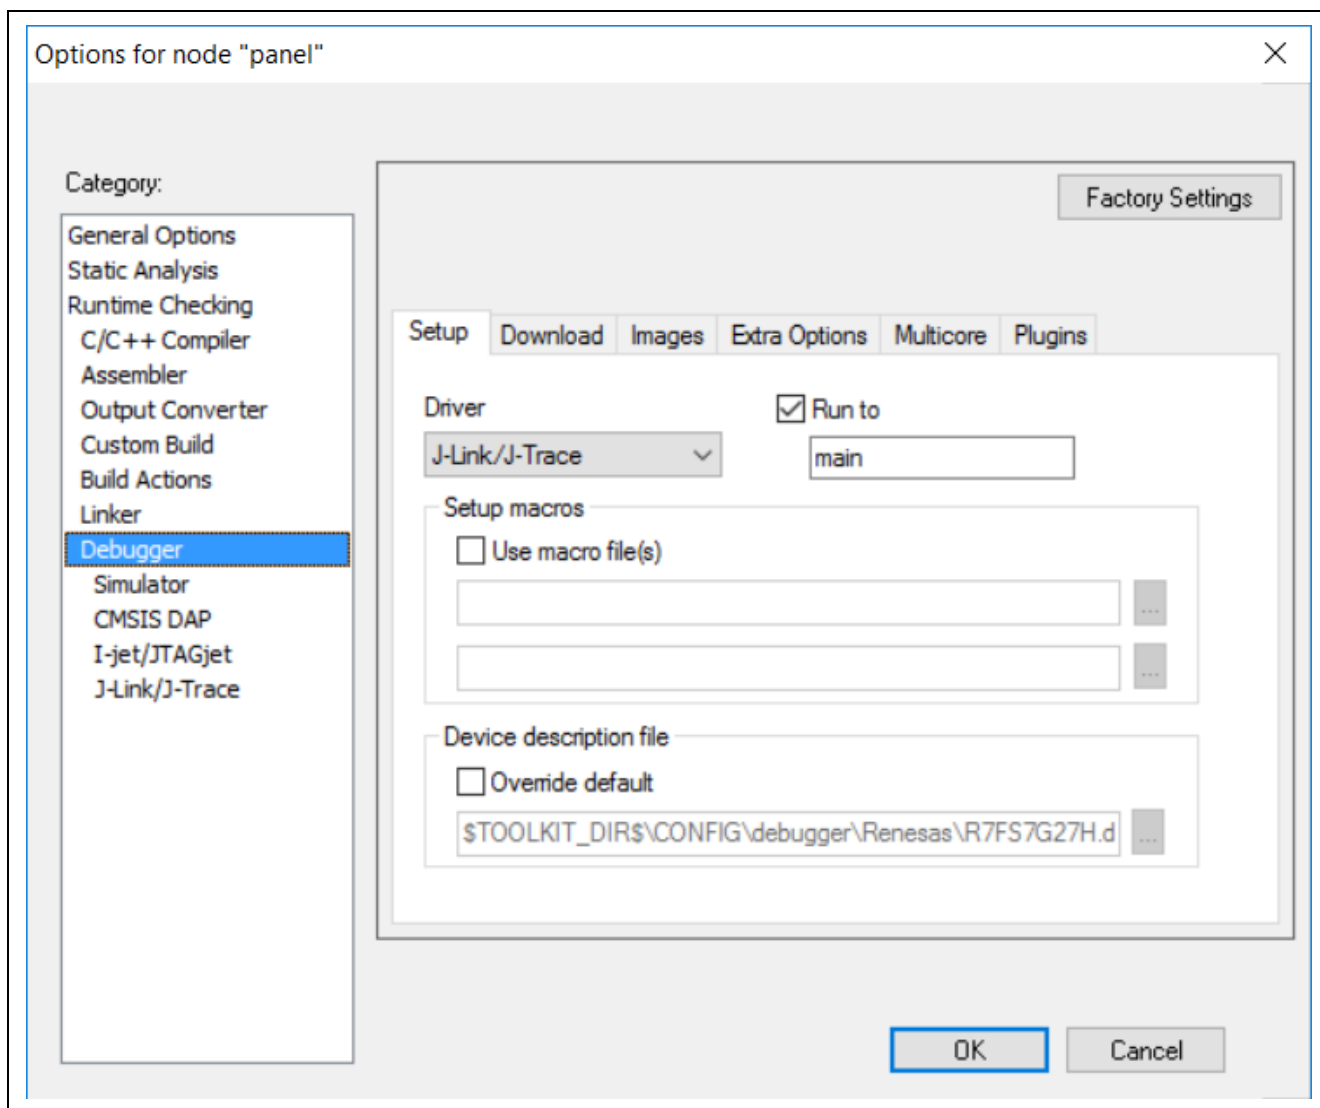 Options for node "panel"
Category:
General Options
Static Analysis
Runtime Checking
C/C++ Compiler
Assembler
Output Converter
Custom Build
Build Actions
Linker
Debugger
Simulator
CMSIS DAP
I-jet/JTAGjet
J-Link/J-Trace
Factory Settings
Setup Download Images Extra Options Multicore Plugins
Driver
J-Link/J-Trace
Run to
main
Setup macros
Use macro file(s)
...
...
Device description file
Override default
$TOOLKIT_DIR$\CONFIG\debugger\Renesas\R7FS7G27H.d
...
OK Cancel